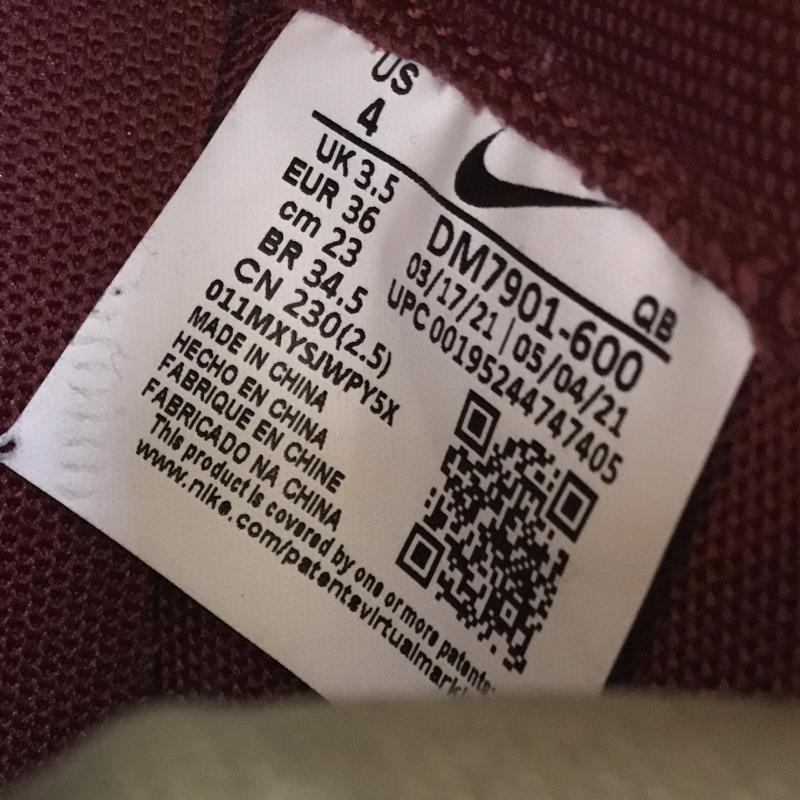 US
4
UK 3.5
EUR 36
cm 23
BR 34.5
CN 230(2.5)
011MXYSJWPY5X
MADE IN CHINA
HECHO EN CHINA
FABRIQUE EN CHINE
FABRICADO NA CHINA
This product is covered by one or more patents.
www.nike.com/patentsvirtualmarki
QB
DM7901-600
03/17/21 | 05/04/21
UPC 00195244747405